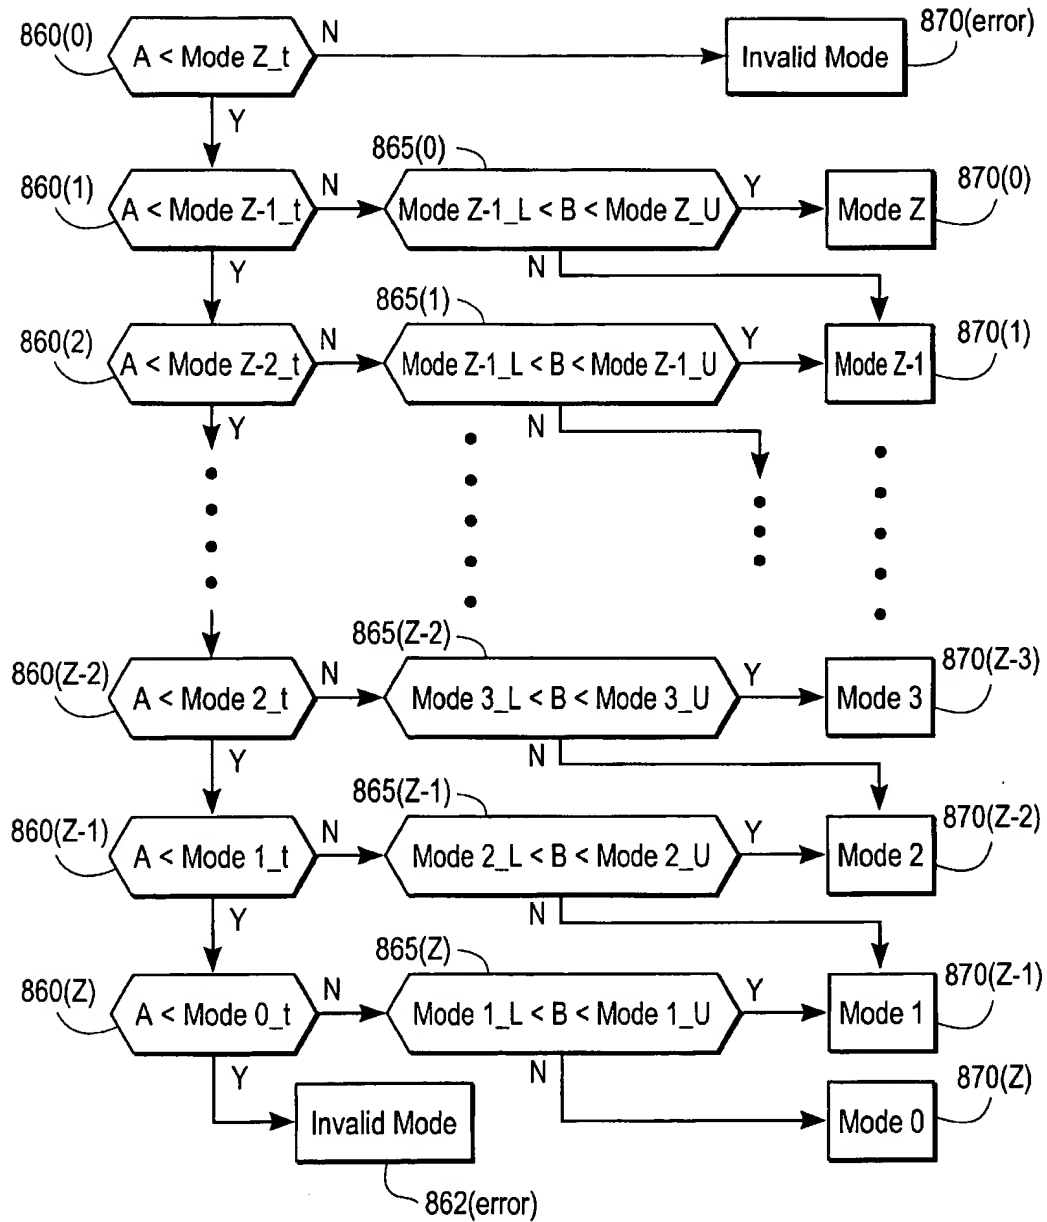 860(0)
A < Mode Z_t
N
Invalid Mode
870(error)
Y
860(1)
A < Mode Z-1_t
N
865(0)
Mode Z-1_L < B < Mode Z_U
Y
Mode Z
870(0)
Y
N
860(2)
A < Mode Z-2_t
N
865(1)
Mode Z-1_L < B < Mode Z-1_U
Y
Mode Z-1
870(1)
Y
N
860(Z-2)
A < Mode 2_t
N
865(Z-2)
Mode 3_L < B < Mode 3_U
Y
Mode 3
870(Z-3)
Y
N
860(Z-1)
A < Mode 1_t
N
865(Z-1)
Mode 2_L < B < Mode 2_U
Y
Mode 2
870(Z-2)
Y
N
860(Z)
A < Mode 0_t
N
865(Z)
Mode 1_L < B < Mode 1_U
Y
Mode 1
870(Z-1)
Y
N
Invalid Mode
862(error)
Mode 0
870(Z)